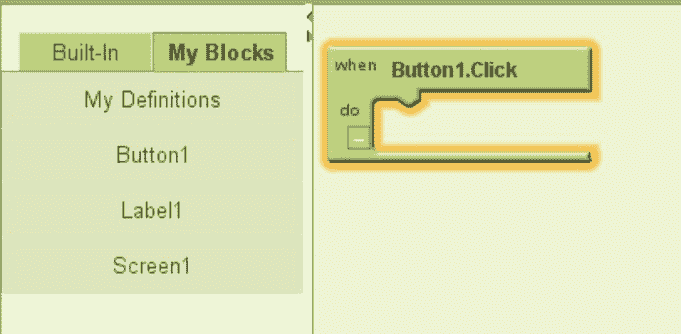 Built-In
My Blocks
My Definitions
Button1
Label1
Screen1
when Button1.Click
do